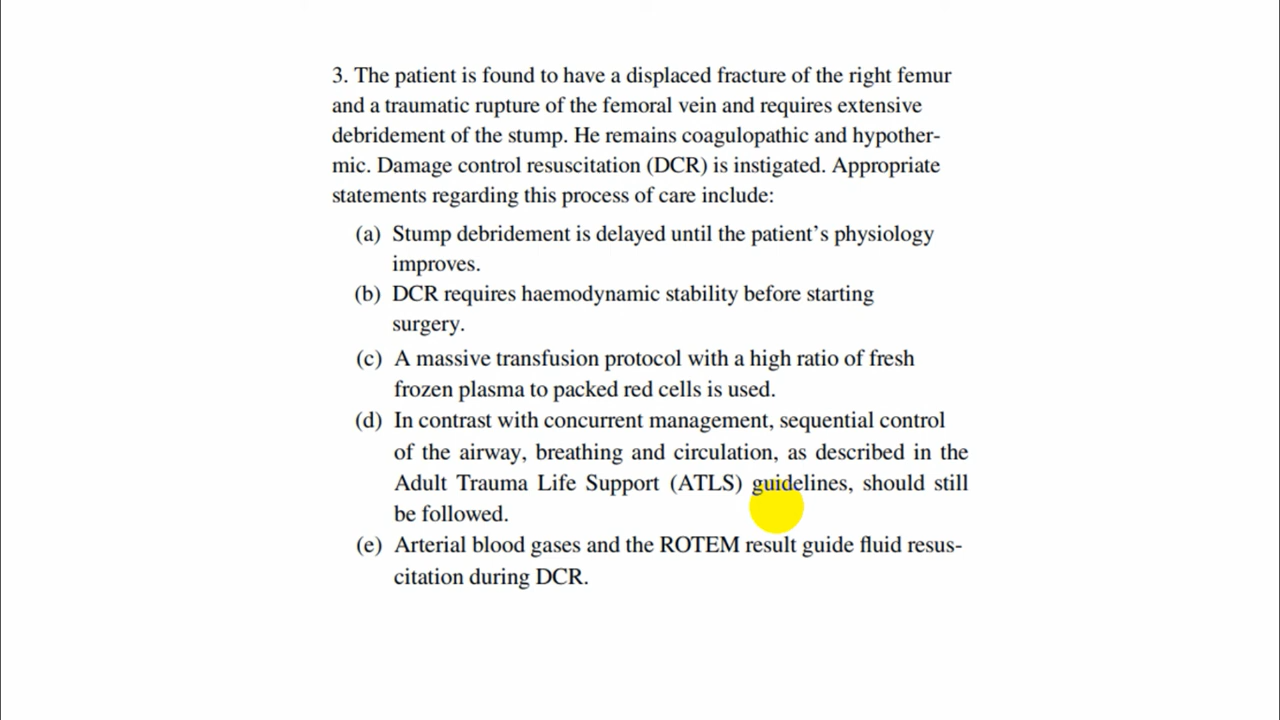 3. The patient is found to have a displaced fracture of the right femur
and a traumatic rupture of the femoral vein and requires extensive
debridement of the stump. He remains coagulopathic and hypother-
mic. Damage control resuscitation (DCR) is instigated. Appropriate
statements regarding this process of care include:
(a) Stump debridement is delayed until the patient's physiology
improves.
(b) DCR requires haemodynamic stability before starting
surgery.
(c) A massive transfusion protocol with a high ratio of fresh
frozen plasma to packed red cells is used.
(d) In contrast with concurrent management, sequential control
of the airway, breathing and circulation, as described in the
Adult Trauma Life Support (ATLS) guidelines, should still
be followed.
(e) Arterial blood gases and the ROTEM result guide fluid resus-
citation during DCR.